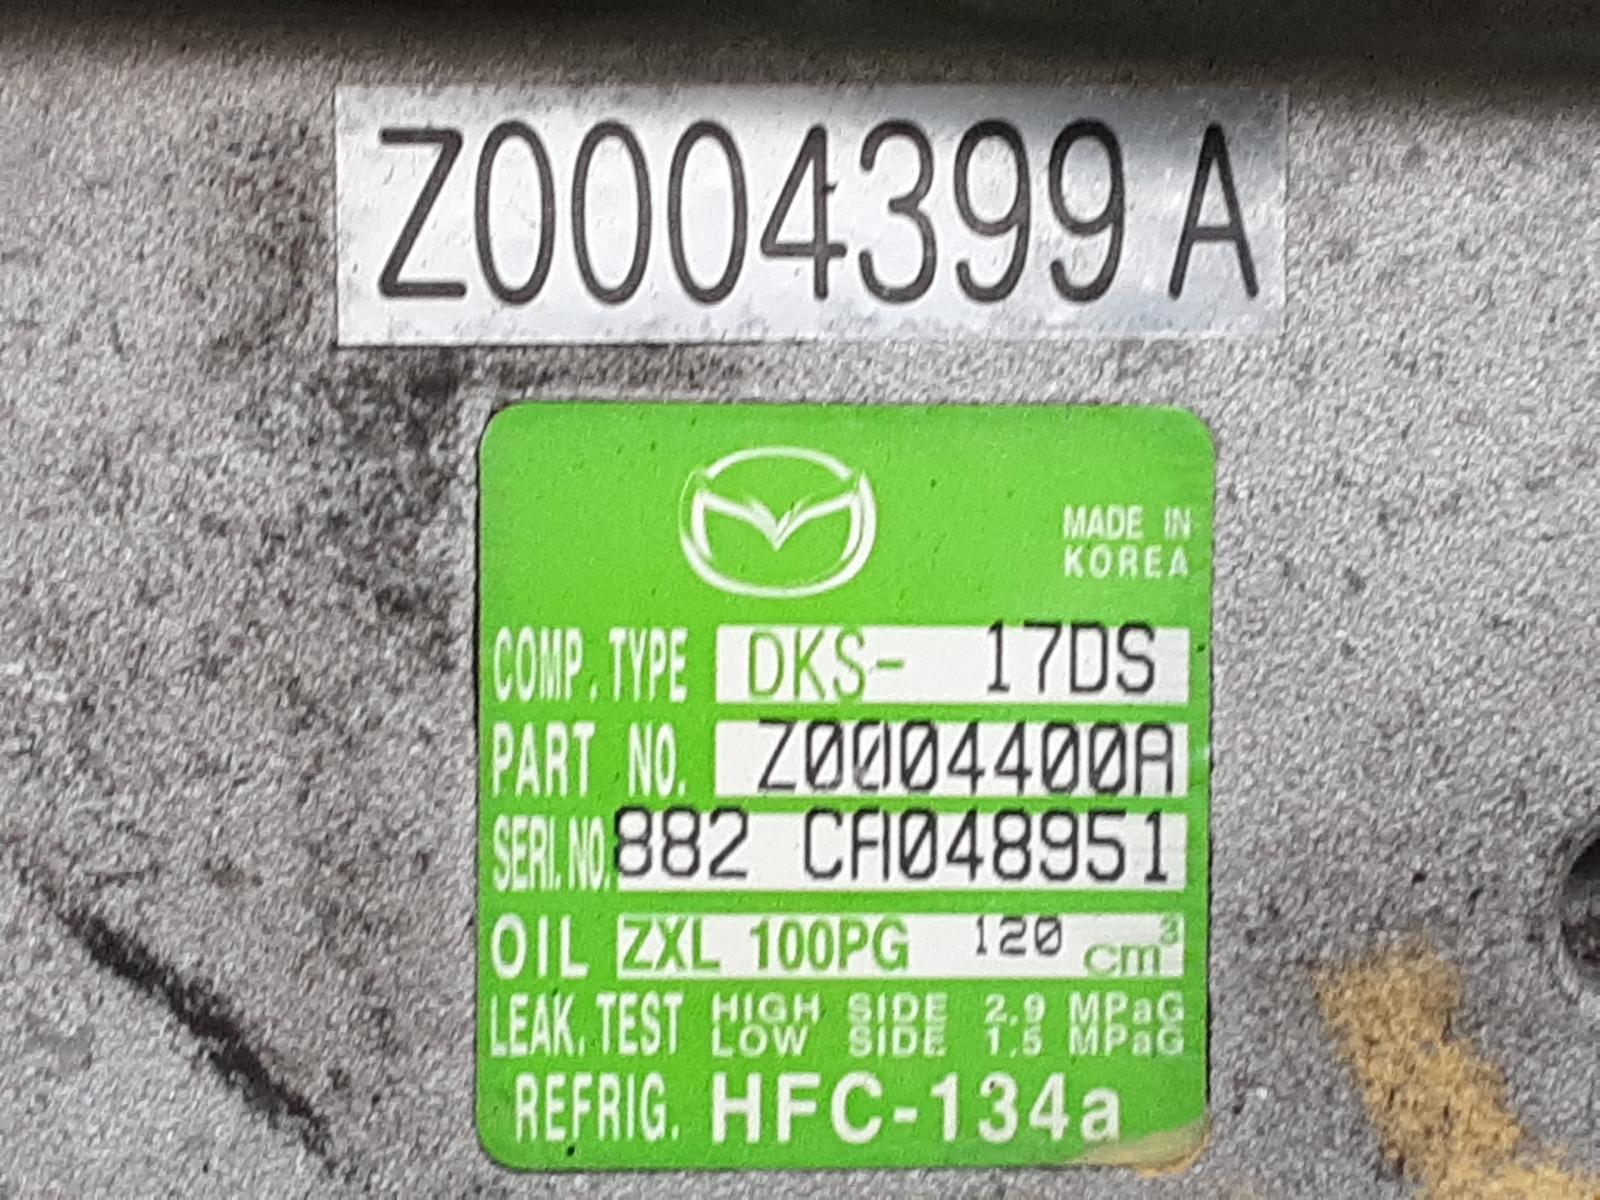 Z0004399 A
MADE IN
KOREA
COMP. TYPE DKS- 17DS
PART NO. Z0004400A
SERI. NO. 882 CA048951
OIL ZXL 100PG 120 cm³
LEAK. TEST HIGH SIDE 2.9 MPaG
LOW SIDE 1.5 MPaG
REFRIG. HFC-134a